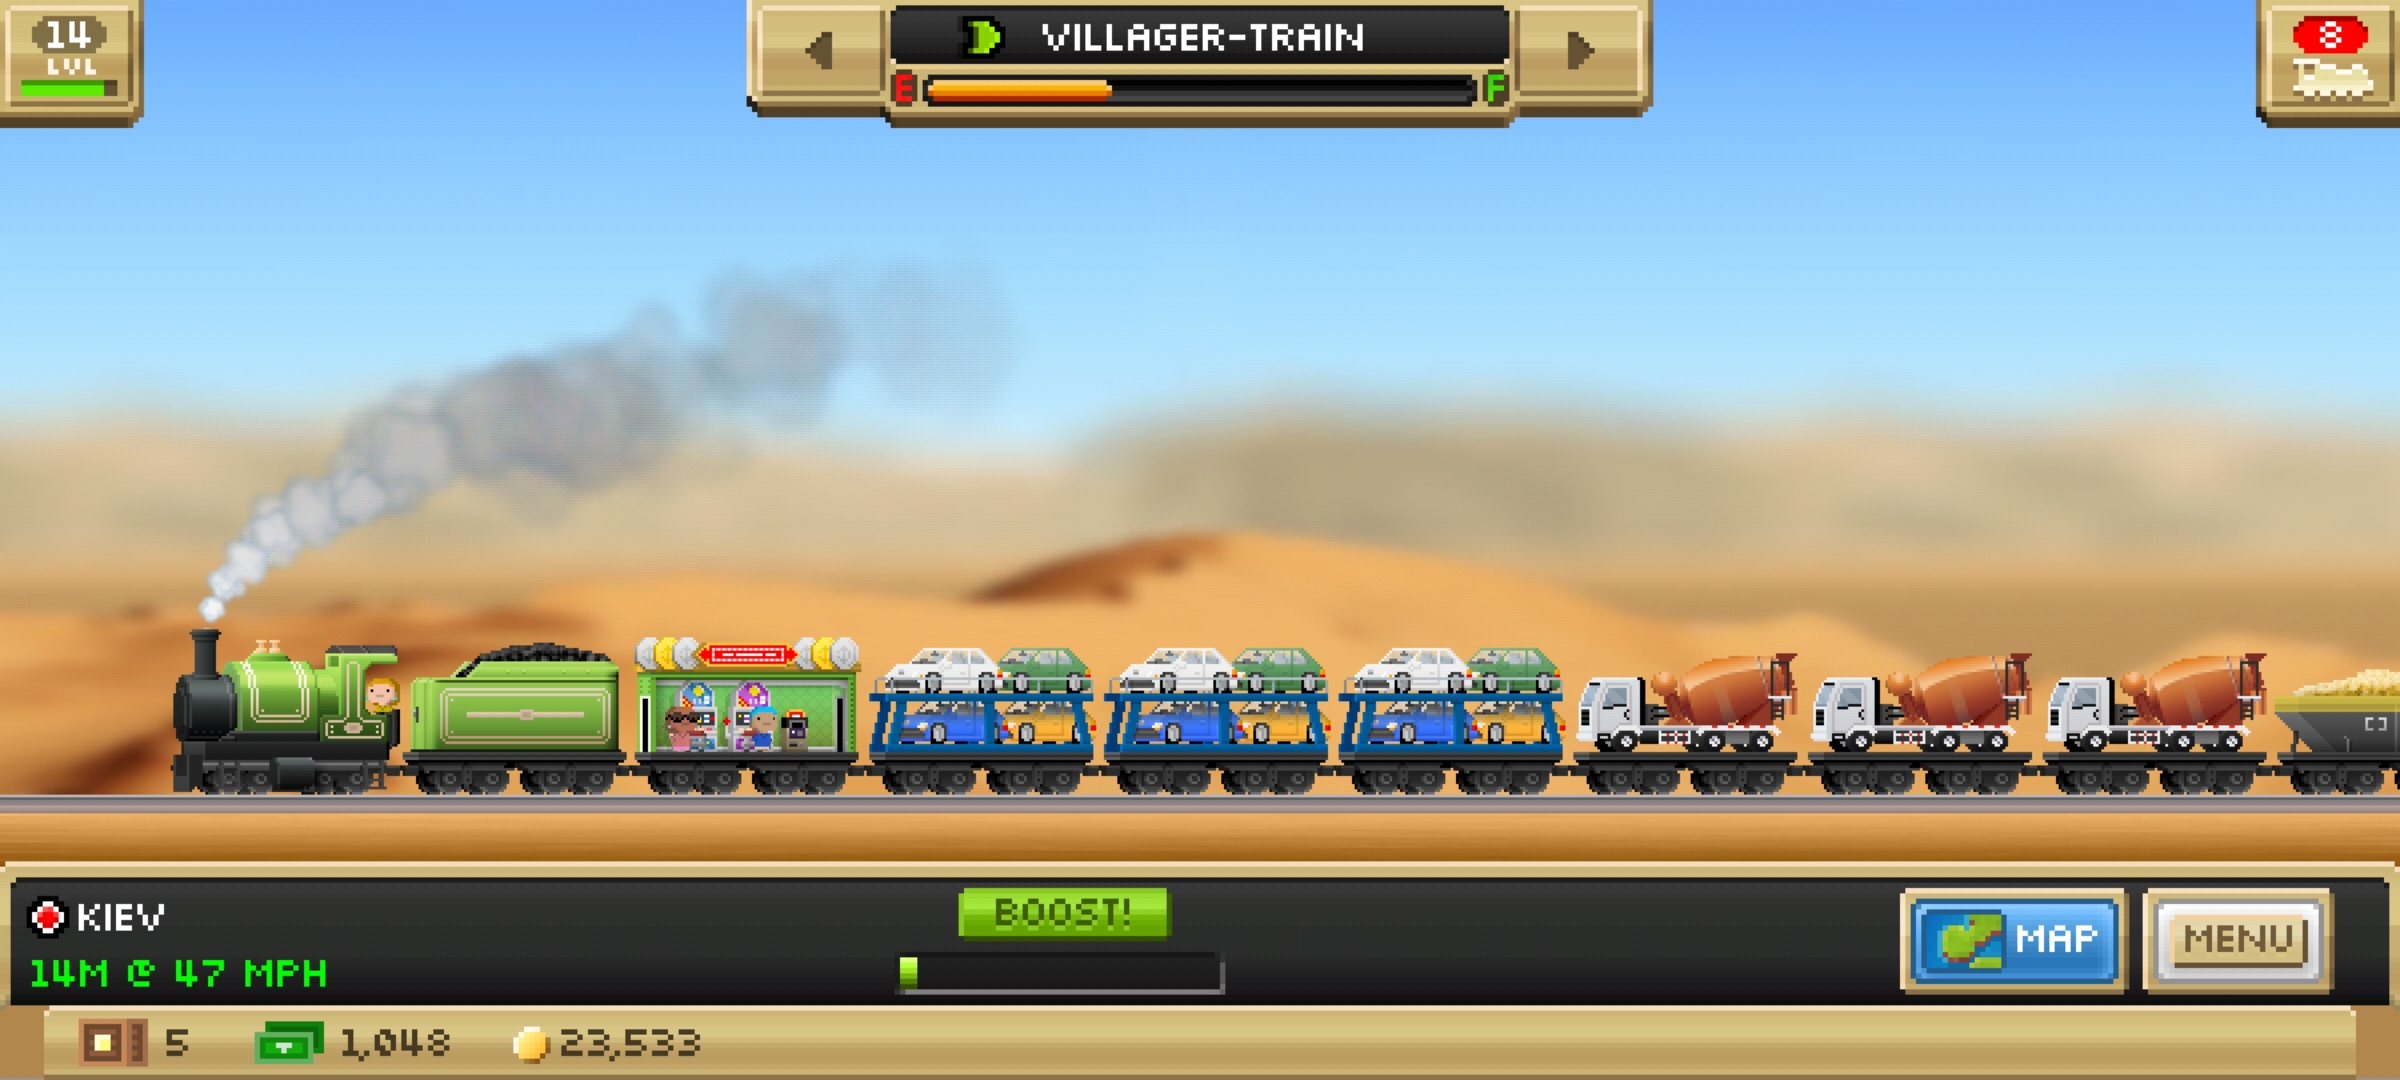 14
LVL
VILLAGER-TRAIN
E
F
8
KIEV
BOOST!
14M @ 47 MPH
MAP
MENU
5
1,048
23,533